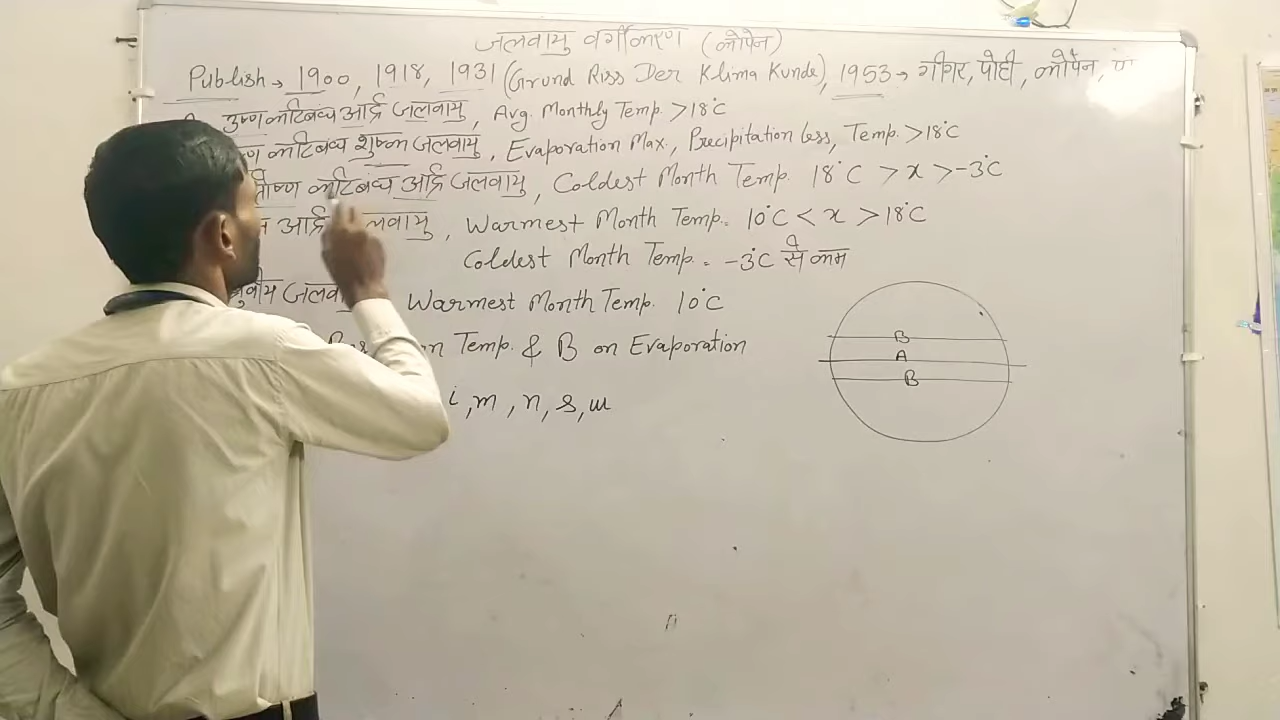 जलवायु वर्गीकरण (कोपेन)
Publish → 1900, 1918, 1931 (Grund Riss Der Klima Kunde), 1953 → गीगर, पोही, कोपेन,
उष्ण कटिबंध आर्द्र जलवायु, Avg. Monthly Temp. >18°C
कटिबंध शुष्क जलवायु, Evaporation Max., Precipitation less, Temp. >18°C
कटिबंध आर्द्र जलवायु, Coldest Month Temp. 18°C > x > -3°C
आर्द्र जलवायु, Warmest Month Temp. 10°C < x > 18°C
Coldest Month Temp. = -3°C से कम
Warmest Month Temp. 10°C
Temp. & B on Evaporation
i, m, n, s, w
B
A
B